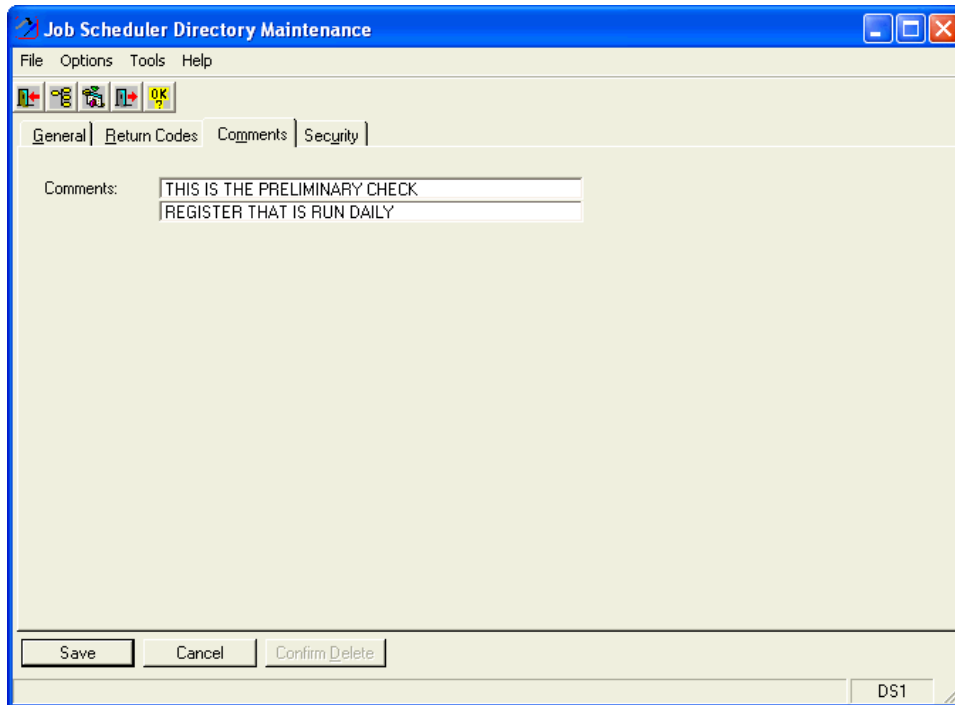 Job Scheduler Directory Maintenance
File Options Tools Help
OK ?
General Return Codes Comments Security
Comments: THIS IS THE PRELIMINARY CHECK
REGISTER THAT IS RUN DAILY
Save Cancel Confirm Delete
DS1